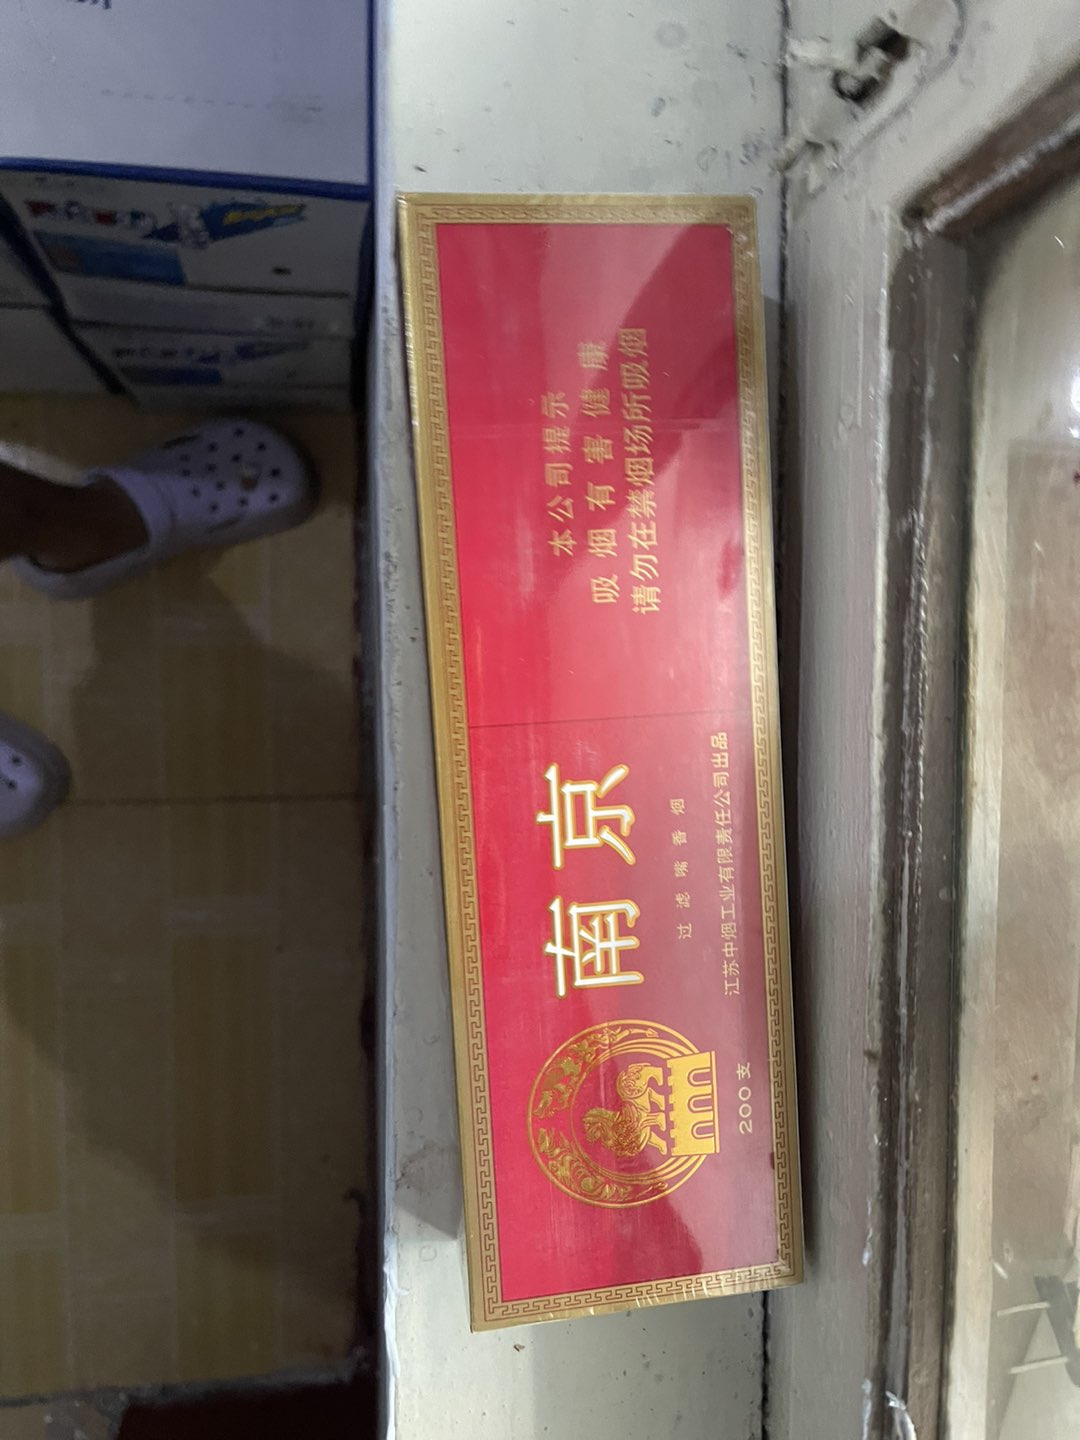 南京
过滤嘴香烟
江苏中烟工业有限责任公司出品
200支
本公司提示
吸烟有害健康
请勿在禁烟场所吸烟